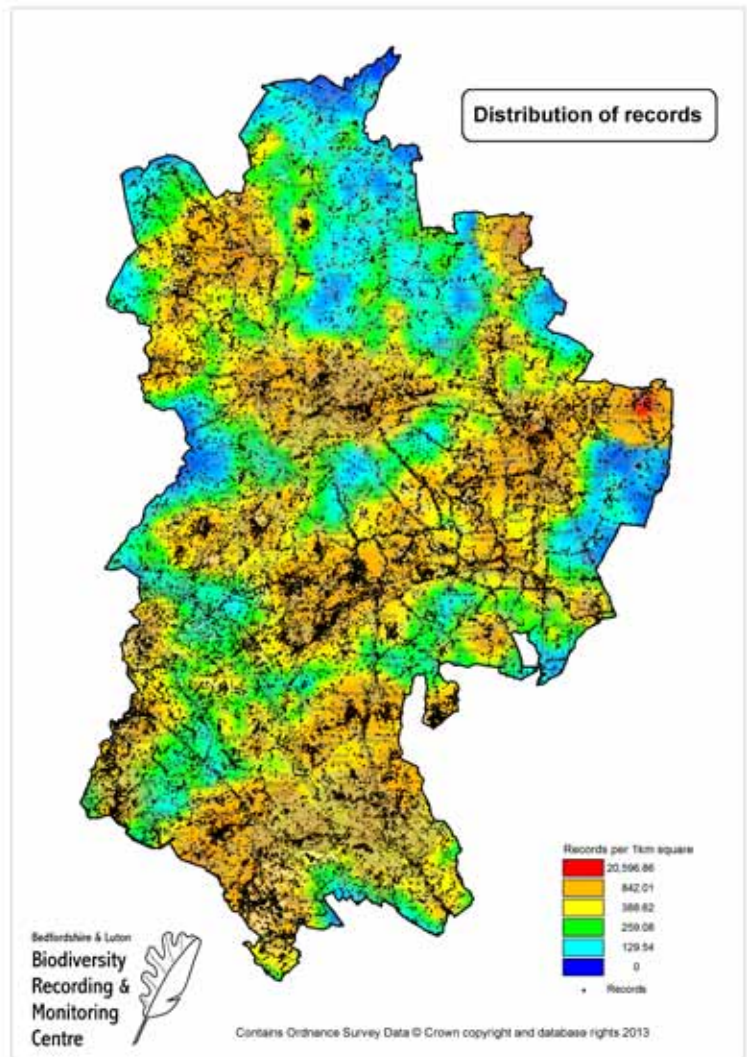 Distribution of records
Records per 1km square
20,596.86
842.01
388.62
259.08
129.54
0
Records
Bedfordshire & Luton
Biodiversity
Recording &
Monitoring
Centre
Contains Ordnance Survey Data © Crown copyright and database rights 2013